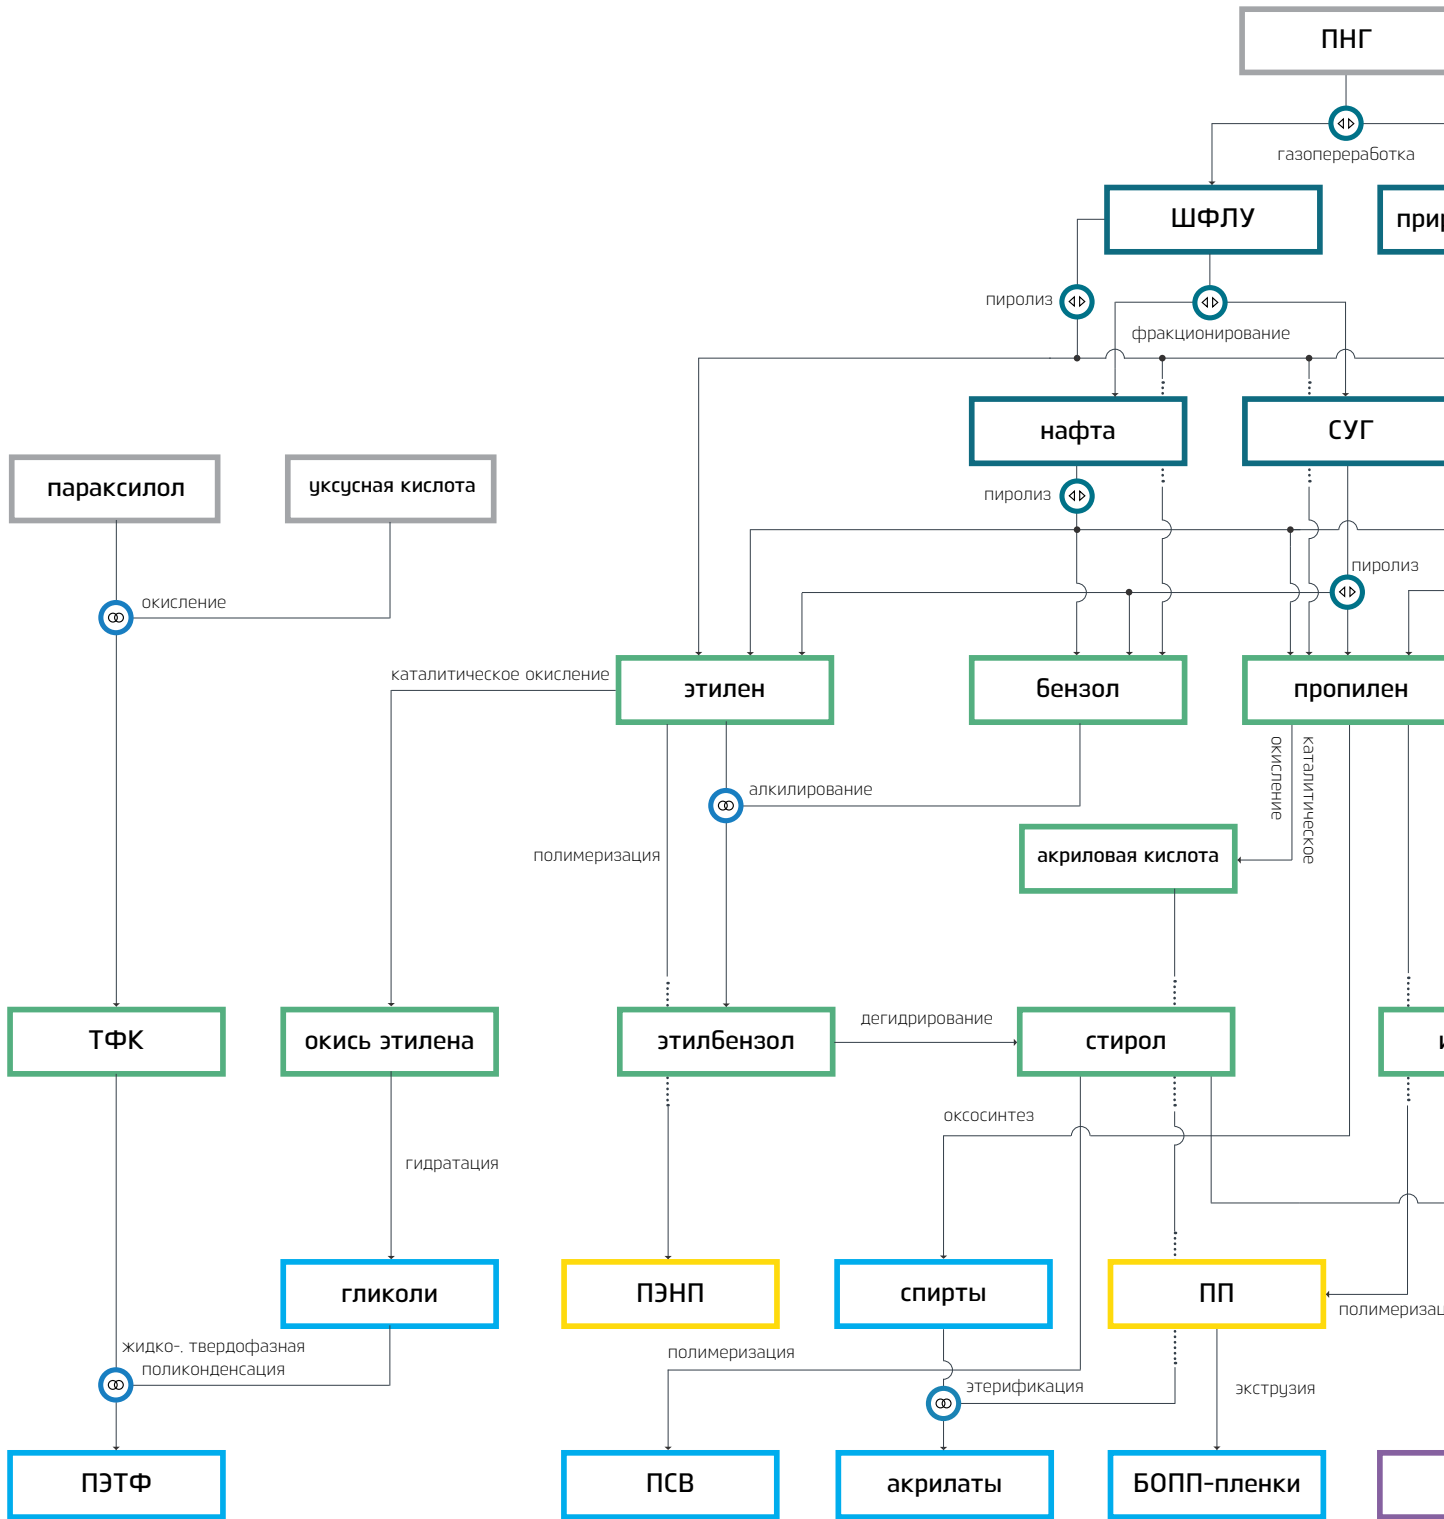 ПНГ
газопереработка
ШФЛУ
пиролиз
фракционирование
нафта
СУГ
параксилол
уксусная кислота
пиролиз
пиролиз
окисление
каталитическое окисление
этилен
бензол
пропилен
каталитическое
окисление
алкилирование
полимеризация
акриловая кислота
дегидрирование
ТФК
окись этилена
этилбензол
стирол
оксосинтез
гидратация
гликоли
ПЭНП
спирты
ПП
полимеризац
жидко-, твердофазная
поликонденсация
полимеризация
этерификация
экструзия
ПЭТФ
ПСВ
акрилаты
БОПП-пленки